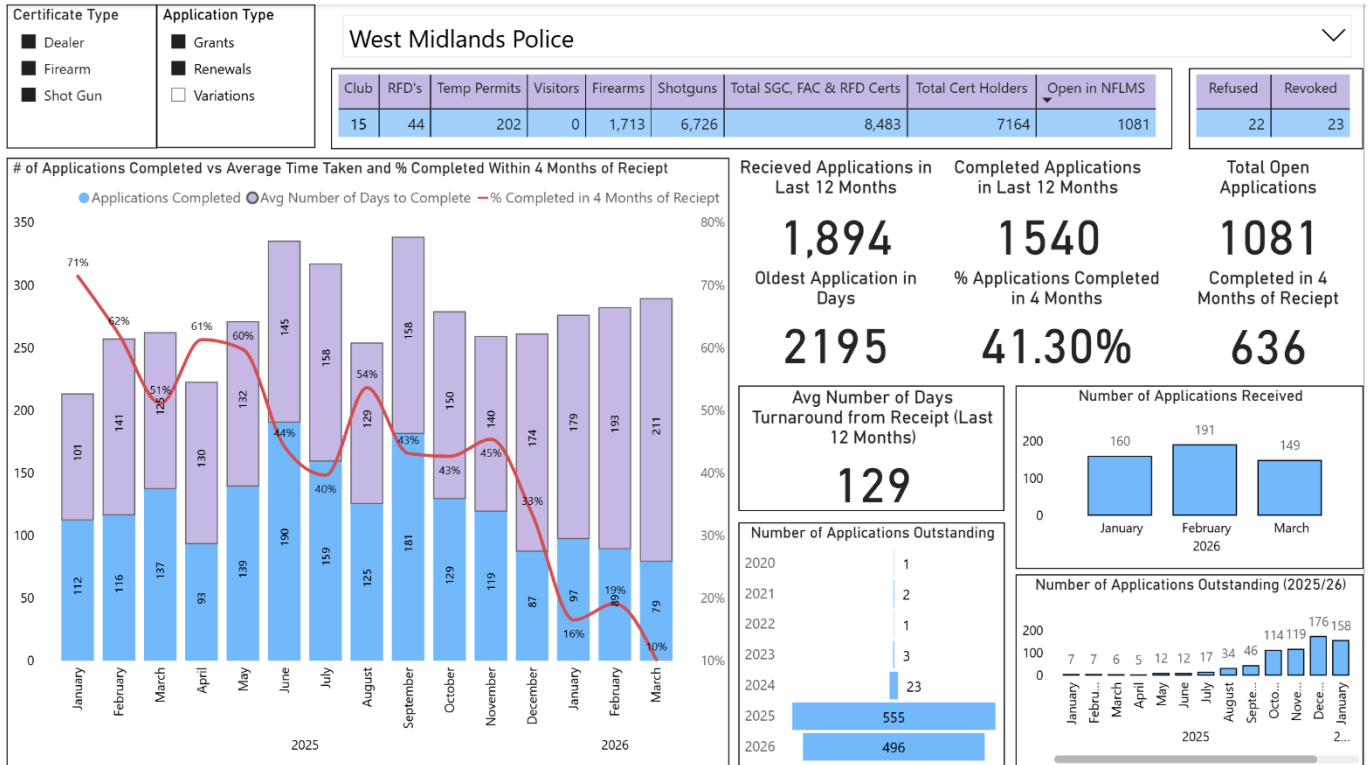 Certificate Type
Dealer
Firearm
Shot Gun
Application Type
Grants
Renewals
Variations
West Midlands Police
Club RFD's Temp Permits Visitors Firearms Shotguns Total SGC, FAC & RFD Certs Total Cert Holders Open in NFLMS
15 44 202 0 1,713 6,726 8,483 7164 1081
Refused Revoked
22 23
# of Applications Completed vs Average Time Taken and % Completed Within 4 Months of Reciept
Applications Completed Avg Number of Days to Complete % Completed in 4 Months of Reciept
350
300
250
200
150
100
50
0
80%
70%
60%
50%
40%
30%
20%
10%
71% 62% 51% 61% 60% 44% 40% 54% 43% 43% 45% 33% 16% 19% 10%
101 141 125 130 132 145 158 129 158 150 140 174 179 193 211
112 116 137 93 139 190 159 125 181 129 119 87 97 89 79
January February March April May June July August September October November December January February March
2025 2026
Recieved Applications in
Last 12 Months
1,894
Completed Applications
in Last 12 Months
1540
Total Open
Applications
1081
Oldest Application in
Days
2195
% Applications Completed
in 4 Months
41.30%
Completed in 4
Months of Reciept
636
Avg Number of Days
Turnaround from Receipt (Last
12 Months)
129
Number of Applications Received
200
100
0
160 191 149
January February March
2026
Number of Applications Outstanding
2020 1
2021 2
2022 1
2023 3
2024 23
2025 555
2026 496
Number of Applications Outstanding (2025/26)
200
100
0
7 7 6 5 12 12 17 34 46 114 119 176 158
January Febru... March April May June July August Septe... Octo... Nove... Dece... January
2025 2...